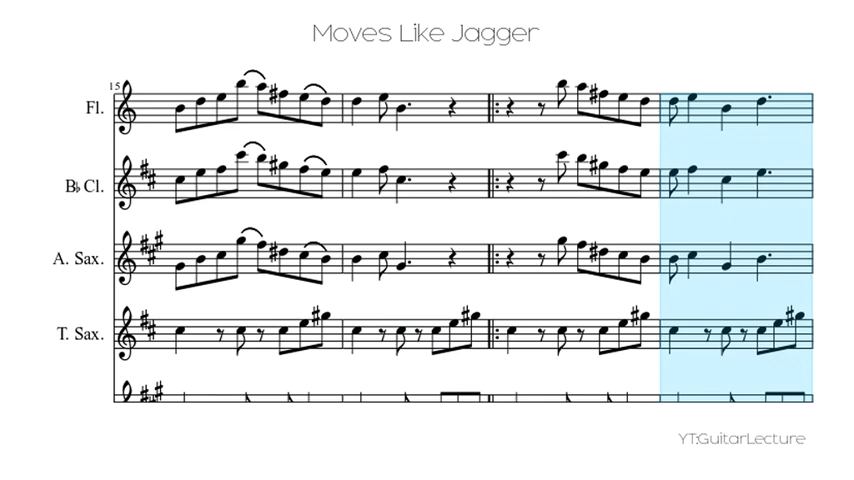 Moves Like Jagger
15
Fl.
B♭ Cl.
A. Sax.
T. Sax.
YT:GuitarLecture